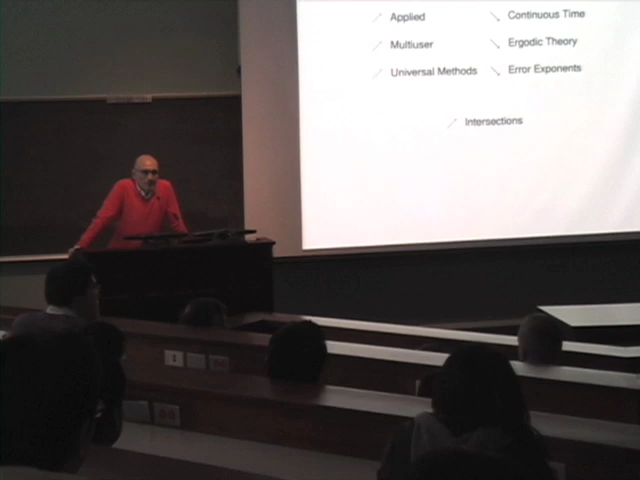 Applied
Continuous Time
Multiuser
Ergodic Theory
Universal Methods
Error Exponents
Intersections